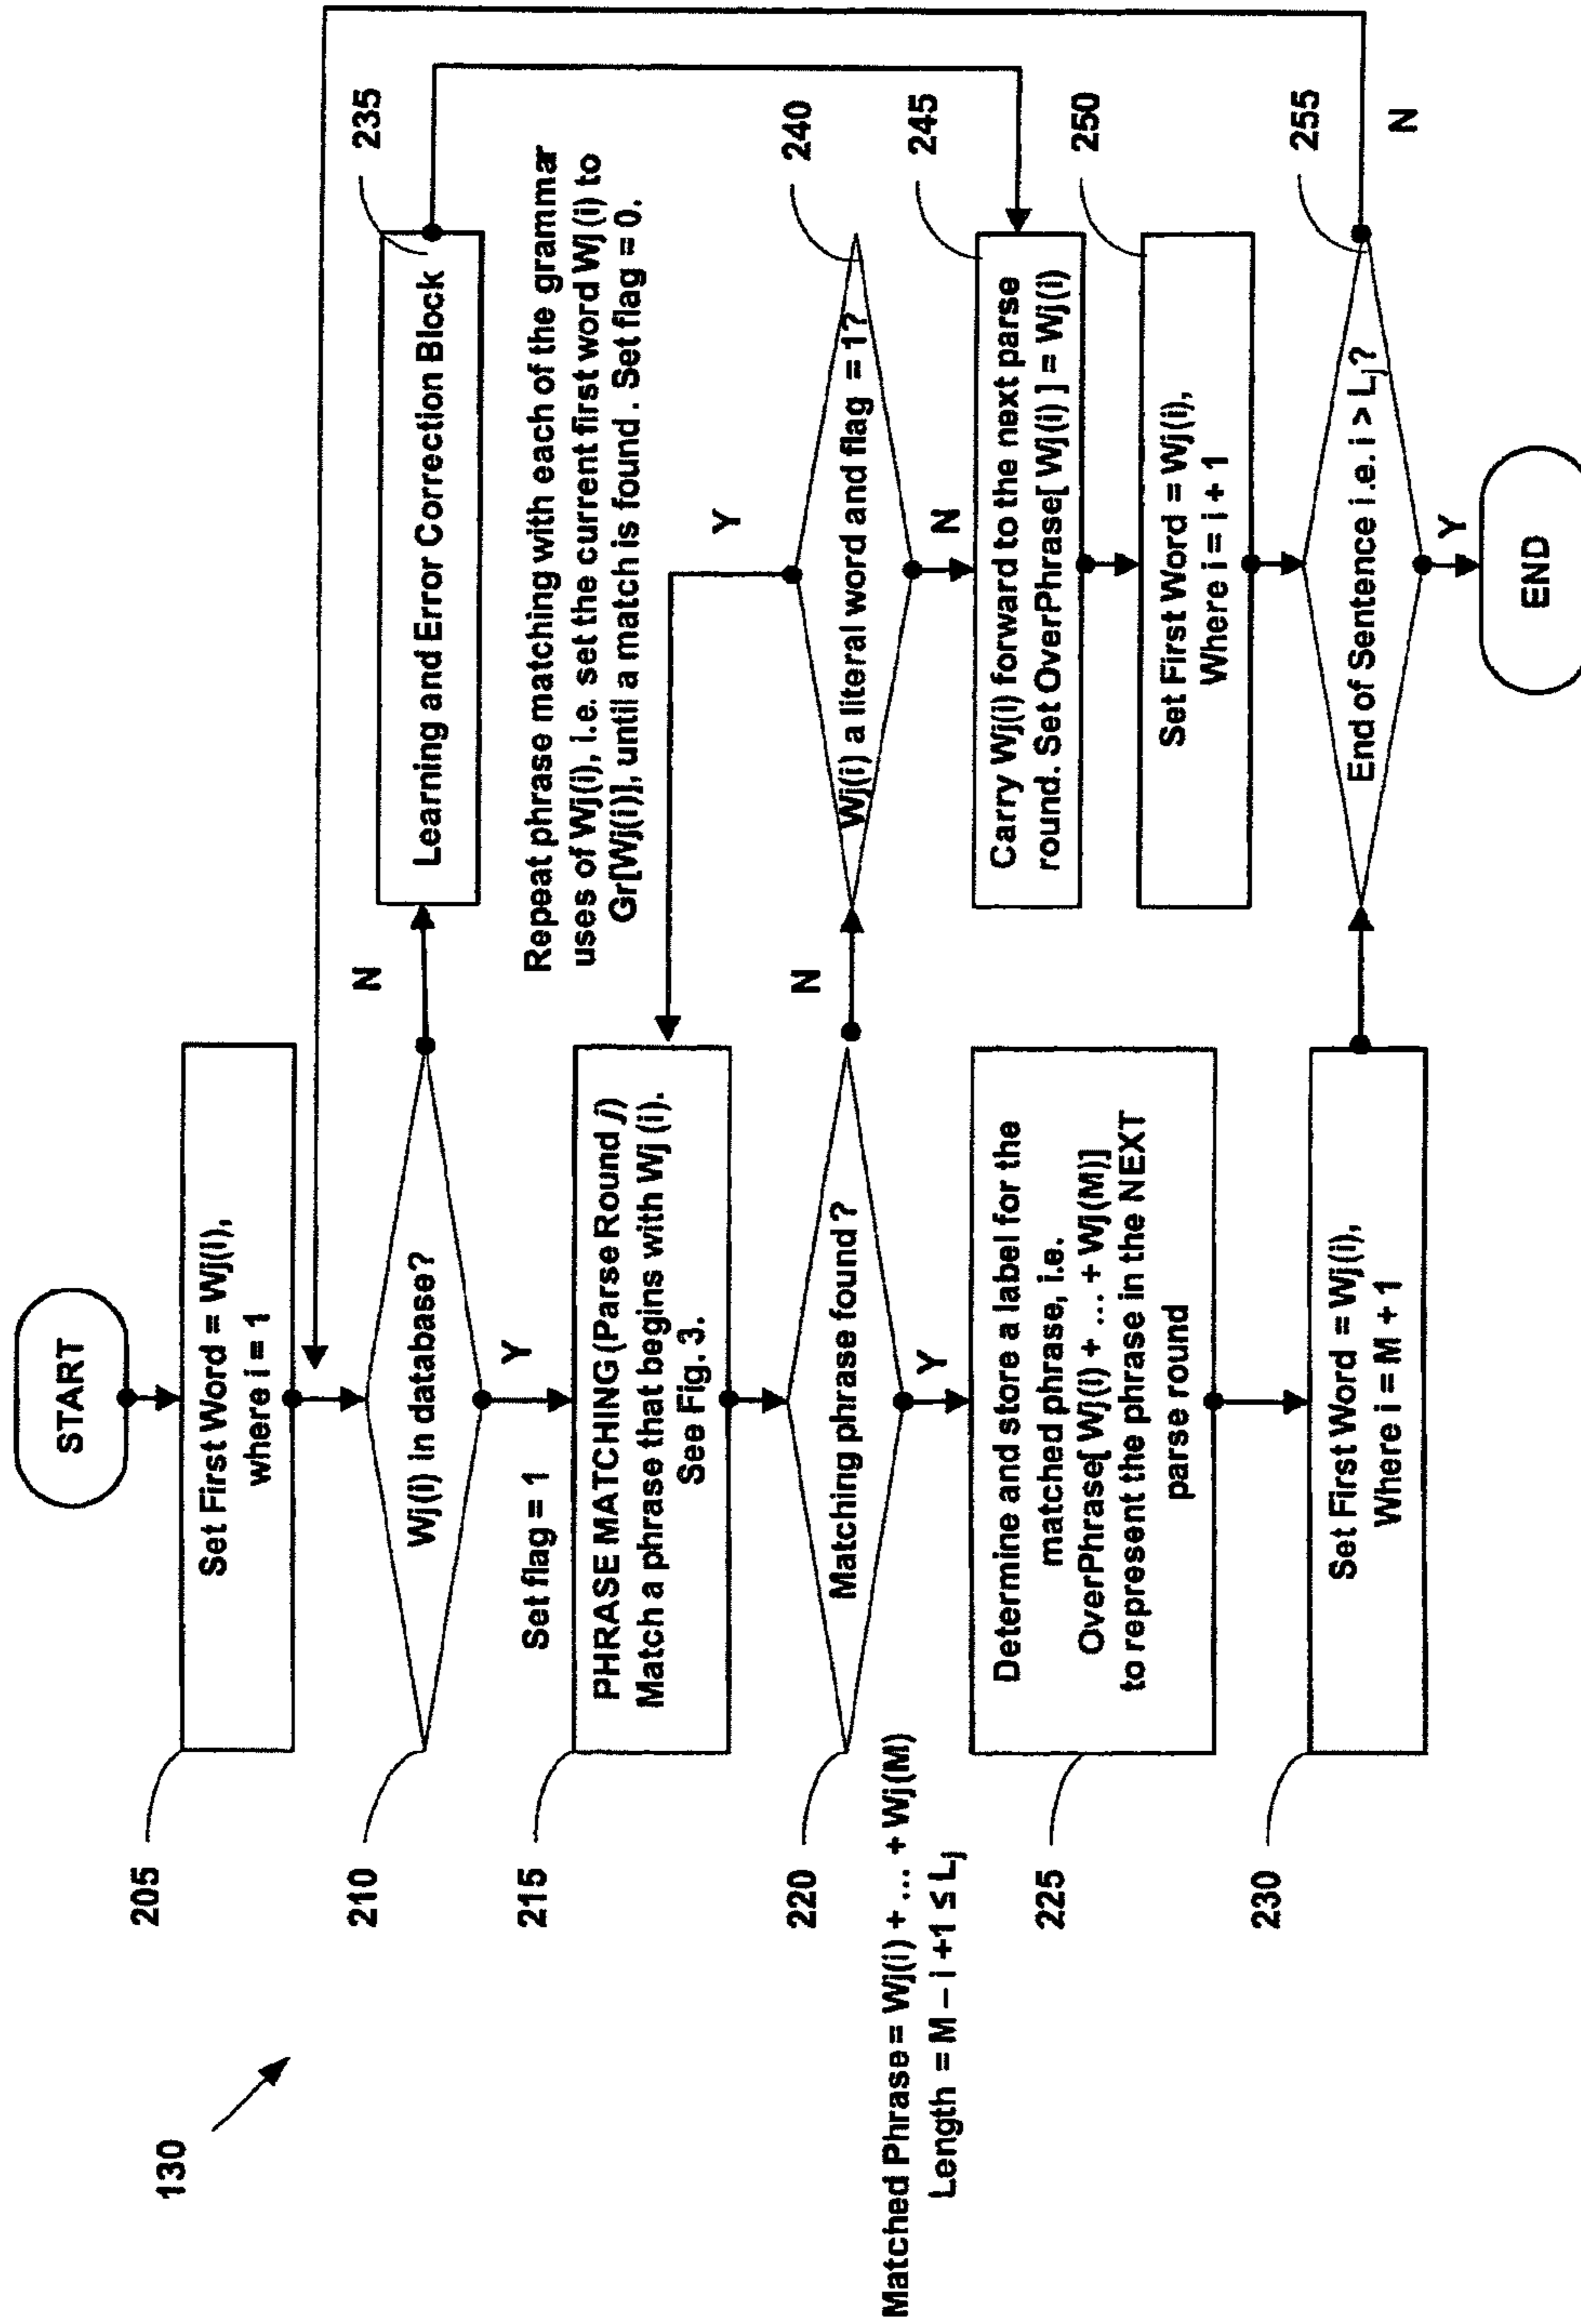 130
START
205
Set First Word = Wj(i),
where i = 1
210
Wj(i) in database?
N
235
Learning and Error Correction Block
Y
Set flag = 1
215
PHRASE MATCHING (Parse Round j)
Match a phrase that begins with Wj (i).
See Fig. 3.
Repeat phrase matching with each of the grammar
uses of Wj(i), i.e. set the current first word Wj (i) to
Gr[Wj(i)], until a match is found . Set flag = 0.
220
Matching phrase found ?
N
Y
240
Wj(i) a literal word and flag = 1?
Y
N
Matched Phrase = Wj(i) + ... + Wj(M)
Length = M – i +1 ≤ Lj
225
Determine and store a label for the
matched phrase, i.e.
OverPhrase[ Wj(i) + ... + Wj(M)]
to represent the phrase in the NEXT
parse round
245
Carry Wj(i) forward to the next parse
round. Set OverPhrase[ Wj(i) ] = Wj(i)
250
Set First Word = Wj(i),
Where i = i + 1
230
Set First Word = Wj(i),
Where i = M + 1
255
End of Sentence i.e. i > Lj?
N
Y
END